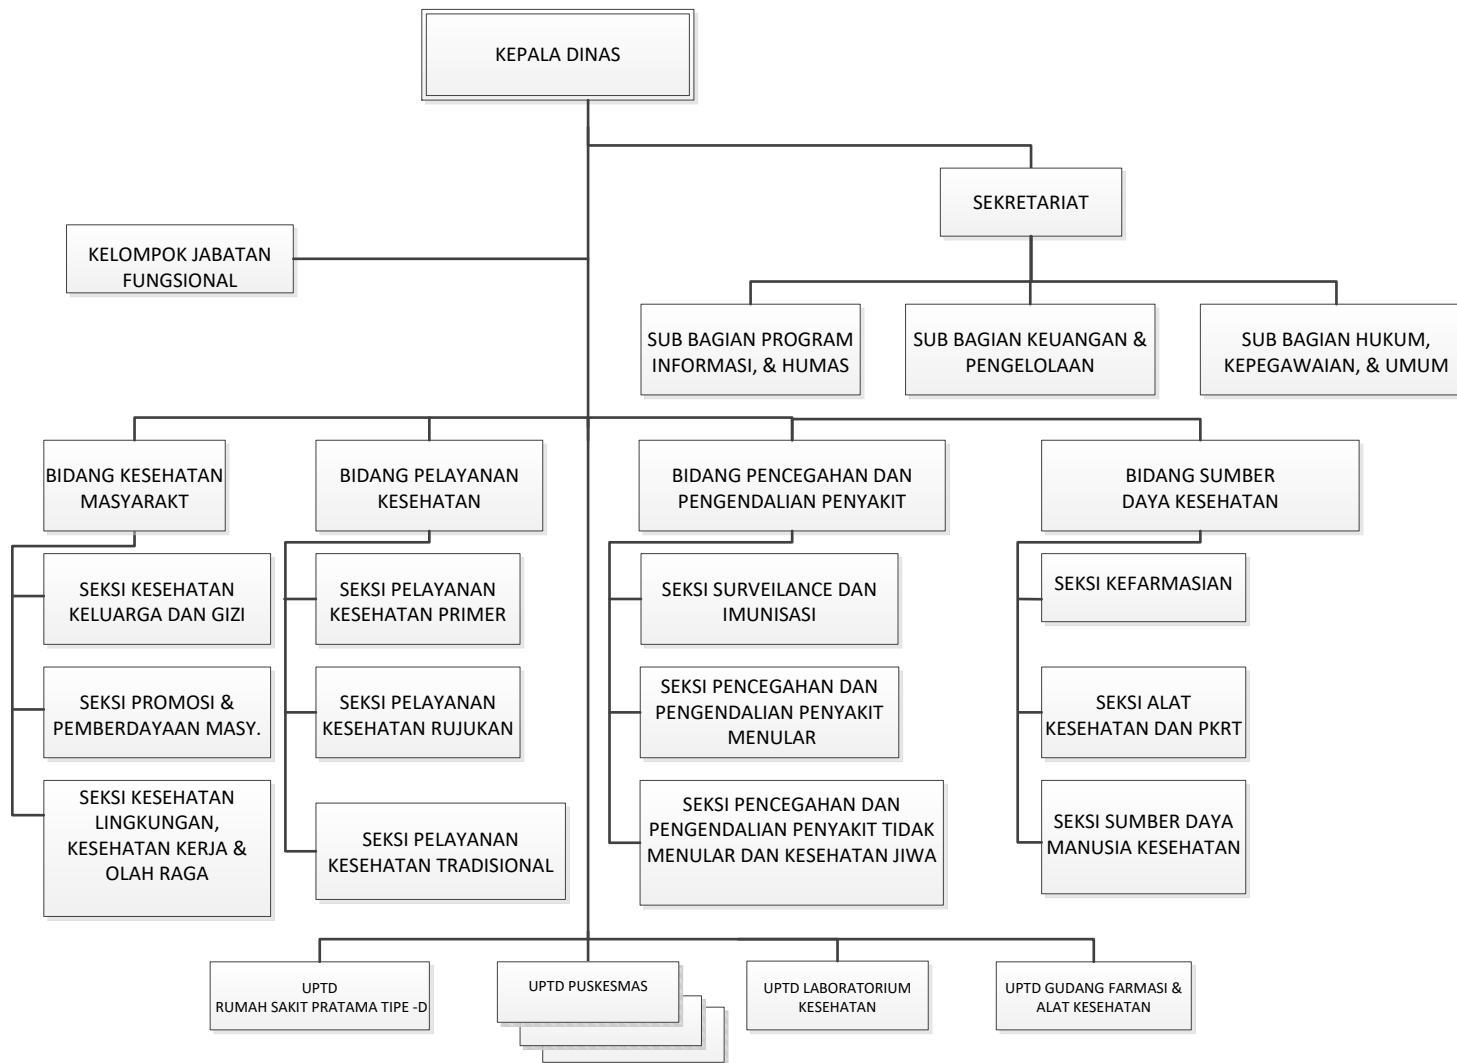 KEPALA DINAS
SEKRETARIAT
KELOMPOK JABATAN
FUNGSIONAL
SUB BAGIAN PROGRAM
INFORMASI, & HUMAS
SUB BAGIAN KEUANGAN &
PENGELOLAAN
SUB BAGIAN HUKUM,
KEPEGAWAIAN, & UMUM
BIDANG KESEHATAN
MASYARAKT
BIDANG PELAYANAN
KESEHATAN
BIDANG PENCEGAHAN DAN
PENGENDALIAN PENYAKIT
BIDANG SUMBER
DAYA KESEHATAN
SEKSI KESEHATAN
KELUARGA DAN GIZI
SEKSI PELAYANAN
KESEHATAN PRIMER
SEKSI SURVEILANCE DAN
IMUNISASI
SEKSI KEFARMASIAN
SEKSI PROMOSI &
PEMBERDAYAAN MASY.
SEKSI PELAYANAN
KESEHATAN RUJUKAN
SEKSI PENCEGAHAN DAN
PENGENDALIAN PENYAKIT
MENULAR
SEKSI ALAT
KESEHATAN DAN PKRT
SEKSI KESEHATAN
LINGKUNGAN,
KESEHATAN KERJA &
OLAH RAGA
SEKSI PELAYANAN
KESEHATAN TRADISIONAL
SEKSI PENCEGAHAN DAN
PENGENDALIAN PENYAKIT TIDAK
MENULAR DAN KESEHATAN JIWA
SEKSI SUMBER DAYA
MANUSIA KESEHATAN
UPTD
RUMAH SAKIT PRATAMA TIPE -D
UPTD PUSKESMAS
UPTD LABORATORIUM
KESEHATAN
UPTD GUDANG FARMASI &
ALAT KESEHATAN